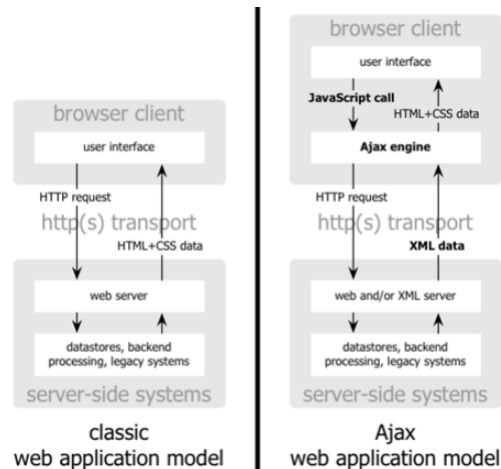 browser client
user interface
HTTP request
http(s) transport
HTML+CSS data
web server
datastores, backend
processing, legacy systems
server-side systems
classic
web application model
browser client
user interface
JavaScript call
HTML+CSS data
Ajax engine
HTTP request
http(s) transport
XML data
web and/or XML server
datastores, backend
processing, legacy systems
server-side systems
Ajax
web application model